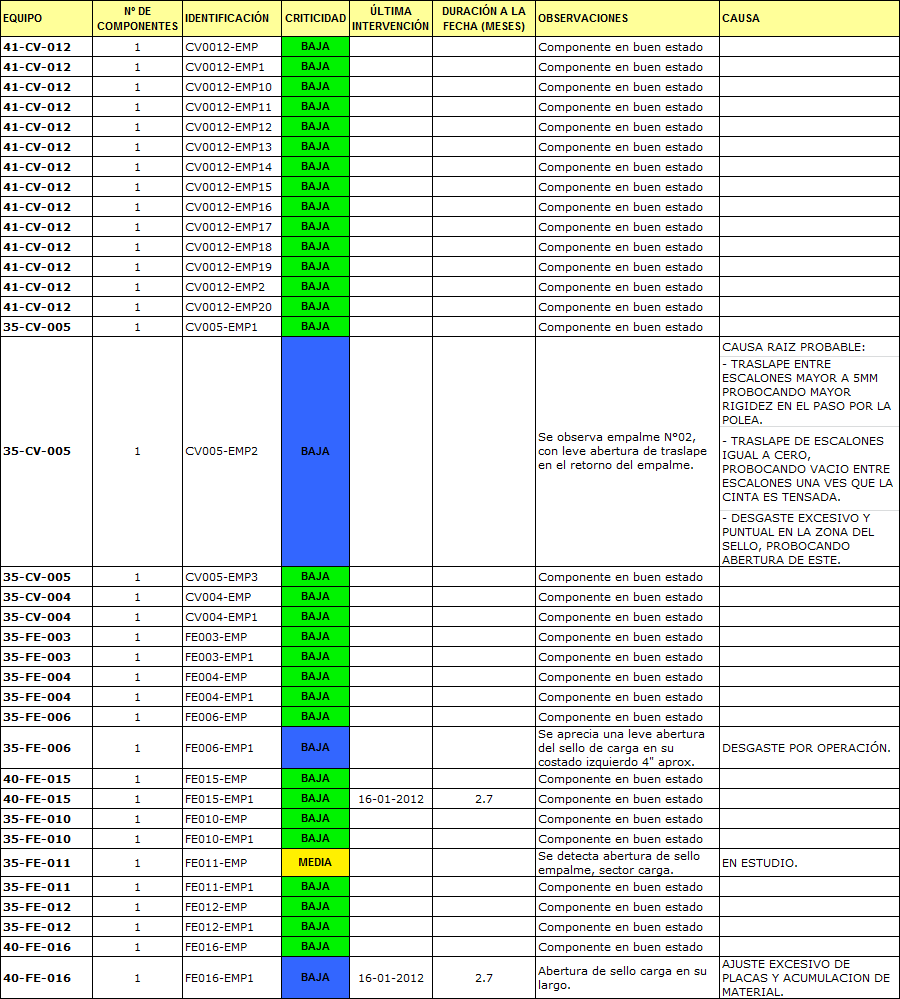 EQUIPO Nº DE COMPONENTES IDENTIFICACIÓN CRITICIDAD ÚLTIMA INTERVENCIÓN DURACIÓN A LA FECHA (MESES) OBSERVACIONES CAUSA
41-CV-012 1 CV0012-EMP BAJA Componente en buen estado
41-CV-012 1 CV0012-EMP1 BAJA Componente en buen estado
41-CV-012 1 CV0012-EMP10 BAJA Componente en buen estado
41-CV-012 1 CV0012-EMP11 BAJA Componente en buen estado
41-CV-012 1 CV0012-EMP12 BAJA Componente en buen estado
41-CV-012 1 CV0012-EMP13 BAJA Componente en buen estado
41-CV-012 1 CV0012-EMP14 BAJA Componente en buen estado
41-CV-012 1 CV0012-EMP15 BAJA Componente en buen estado
41-CV-012 1 CV0012-EMP16 BAJA Componente en buen estado
41-CV-012 1 CV0012-EMP17 BAJA Componente en buen estado
41-CV-012 1 CV0012-EMP18 BAJA Componente en buen estado
41-CV-012 1 CV0012-EMP19 BAJA Componente en buen estado
41-CV-012 1 CV0012-EMP2 BAJA Componente en buen estado
41-CV-012 1 CV0012-EMP20 BAJA Componente en buen estado
35-CV-005 1 CV005-EMP1 BAJA Componente en buen estado
35-CV-005 1 CV005-EMP2 BAJA
Se observa empalme N°02,
con leve abertura de traslape
en el retorno del empalme.
CAUSA RAIZ PROBABLE:
- TRASLAPE ENTRE
ESCALONES MAYOR A 5MM
PROBOCANDO MAYOR
RIGIDEZ EN EL PASO POR LA
POLEA.
- TRASLAPE DE ESCALONES
IGUAL A CERO,
PROBOCANDO VACIO ENTRE
ESCALONES UNA VES QUE LA
CINTA ES TENSADA.
- DESGASTE EXCESIVO Y
PUNTUAL EN LA ZONA DEL
SELLO, PROBOCANDO
ABERTURA DE ESTE.
35-CV-005 1 CV005-EMP3 BAJA Componente en buen estado
35-CV-004 1 CV004-EMP BAJA Componente en buen estado
35-CV-004 1 CV004-EMP1 BAJA Componente en buen estado
35-FE-003 1 FE003-EMP BAJA Componente en buen estado
35-FE-003 1 FE003-EMP1 BAJA Componente en buen estado
35-FE-004 1 FE004-EMP BAJA Componente en buen estado
35-FE-004 1 FE004-EMP1 BAJA Componente en buen estado
35-FE-006 1 FE006-EMP BAJA Componente en buen estado
35-FE-006 1 FE006-EMP1 BAJA
Se aprecia una leve abertura
del sello de carga en su
costado izquierdo 4" aprox.
DESGASTE POR OPERACIÓN.
40-FE-015 1 FE015-EMP BAJA Componente en buen estado
40-FE-015 1 FE015-EMP1 BAJA 16-01-2012 2.7 Componente en buen estado
35-FE-010 1 FE010-EMP BAJA Componente en buen estado
35-FE-010 1 FE010-EMP1 BAJA Componente en buen estado
35-FE-011 1 FE011-EMP MEDIA
Se detecta abertura de sello
empalme, sector carga.
EN ESTUDIO.
35-FE-011 1 FE011-EMP1 BAJA Componente en buen estado
35-FE-012 1 FE012-EMP BAJA Componente en buen estado
35-FE-012 1 FE012-EMP1 BAJA Componente en buen estado
40-FE-016 1 FE016-EMP BAJA Componente en buen estado
40-FE-016 1 FE016-EMP1 BAJA 16-01-2012 2.7
Abertura de sello carga en su
largo.
AJUSTE EXCESIVO DE
PLACAS Y ACUMULACION DE
MATERIAL.